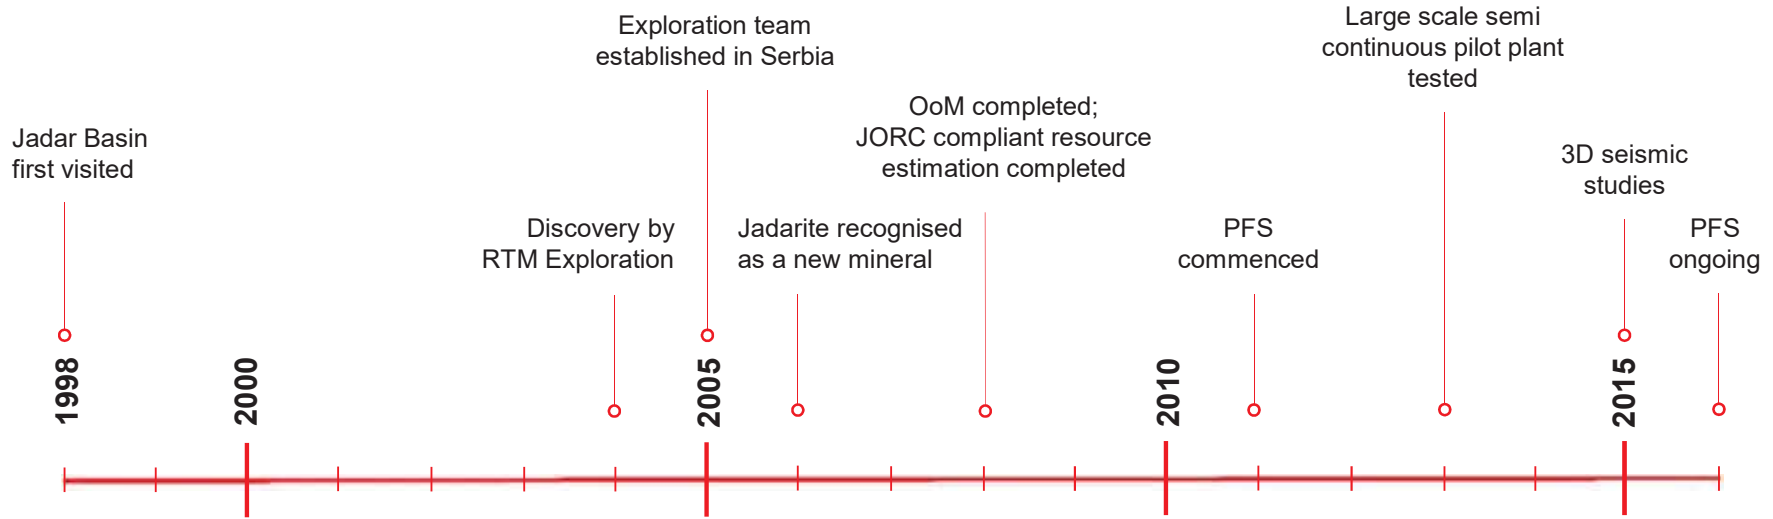 Jadar Basin
first visited
Discovery by
RTM Exploration
Exploration team
established in Serbia
Jadarite recognised
as a new mineral
OoM completed;
JORC compliant resource
estimation completed
PFS
commenced
Large scale semi
continuous pilot plant
tested
3D seismic
studies
PFS
ongoing
1998
2000
2005
2010
2015